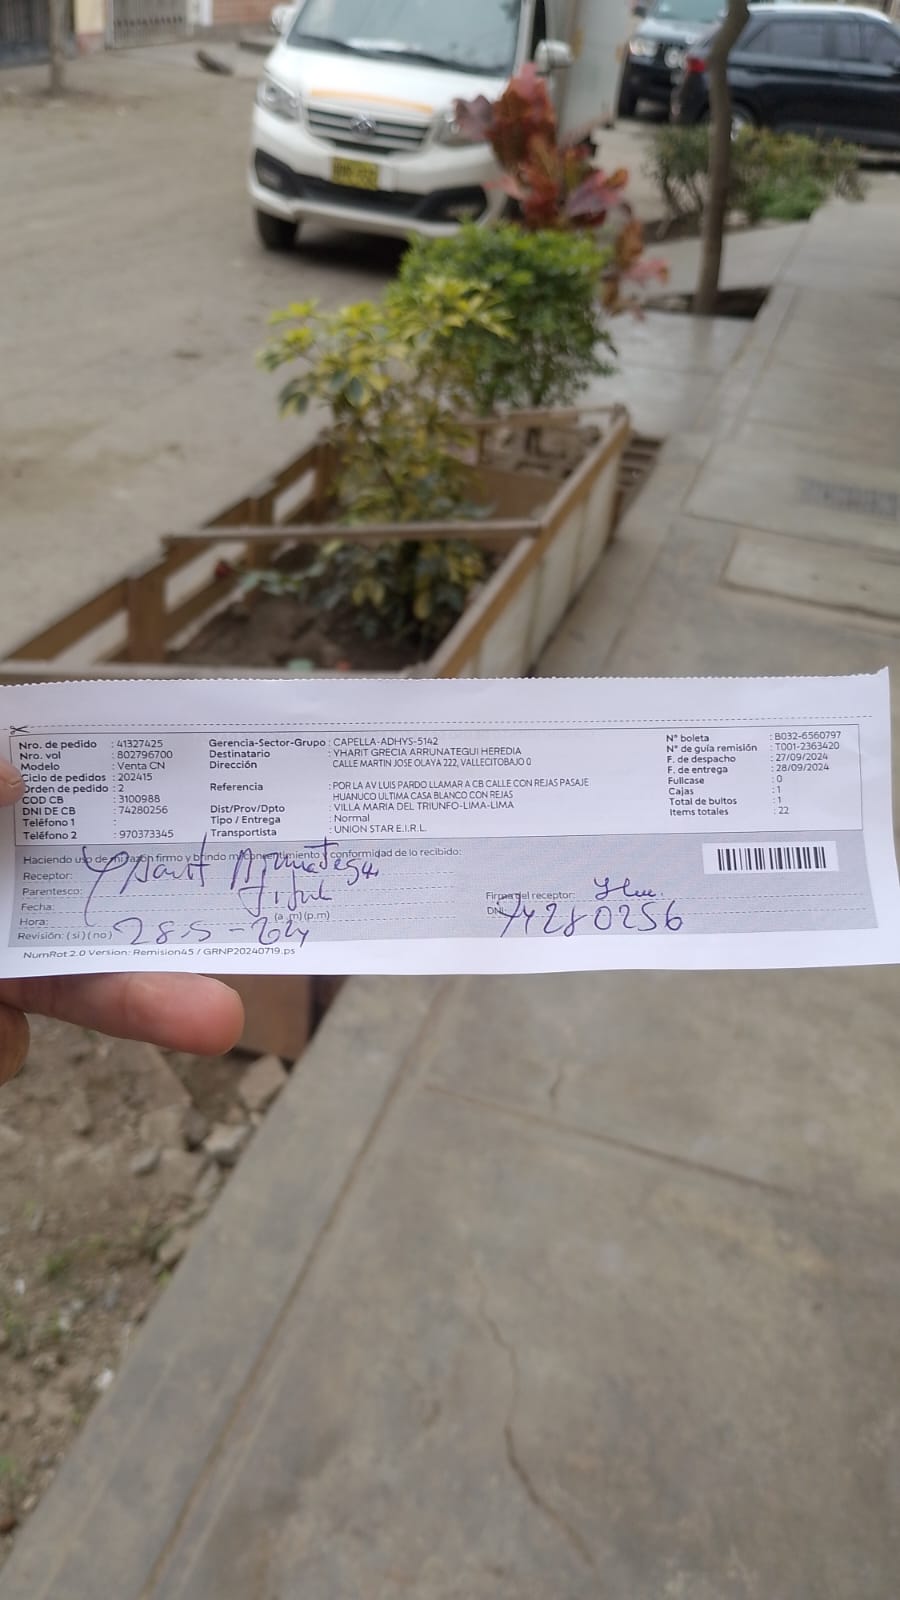 Nro. de pedido : 41327425
Nro. vol : 802796700
Modelo : Venta CN
Ciclo de pedidos : 202415
Orden de pedido : 2
COD CB : 3100988
DNI DE CB : 74280256
Teléfono 1 :
Teléfono 2 : 970373345
Gerencia-Sector-Grupo : CAPELLA-ADHYS-5142
Destinatario : YHARIT GRECIA ARRUNATEGUI HEREDIA
Dirección : CALLE MARTIN JOSE OLAYA 222, VALLECITOBAJO 0
Referencia : POR LA AV LUIS PARDO LLAMAR A CB CALLE CON REJAS PASAJE
HUANUCO ULTIMA CASA BLANCO CON REJAS
Dist/Prov/Dpto : VILLA MARIA DEL TRIUNFO-LIMA-LIMA
Tipo / Entrega : Normal
Transportista : UNION STAR E.I.R.L.
N° boleta : B032-6560797
N° de guía remisión : T001-2363420
F. de despacho : 27/09/2024
F. de entrega : 28/09/2024
Fullcase : 0
Cajas : 1
Total de bultos : 1
Items totales : 22
Haciendo uso de mi razón firmo y brindo mi consentimiento y conformidad de lo recibido:
Receptor:
Parentesco:
Fecha:
Hora: (a .m) (p.m)
Revisión: ( si ) ( no )
Firma del receptor:
DNI: 74280256
NumRot 2.0 Version: Remision45 / GRNP20240719.ps